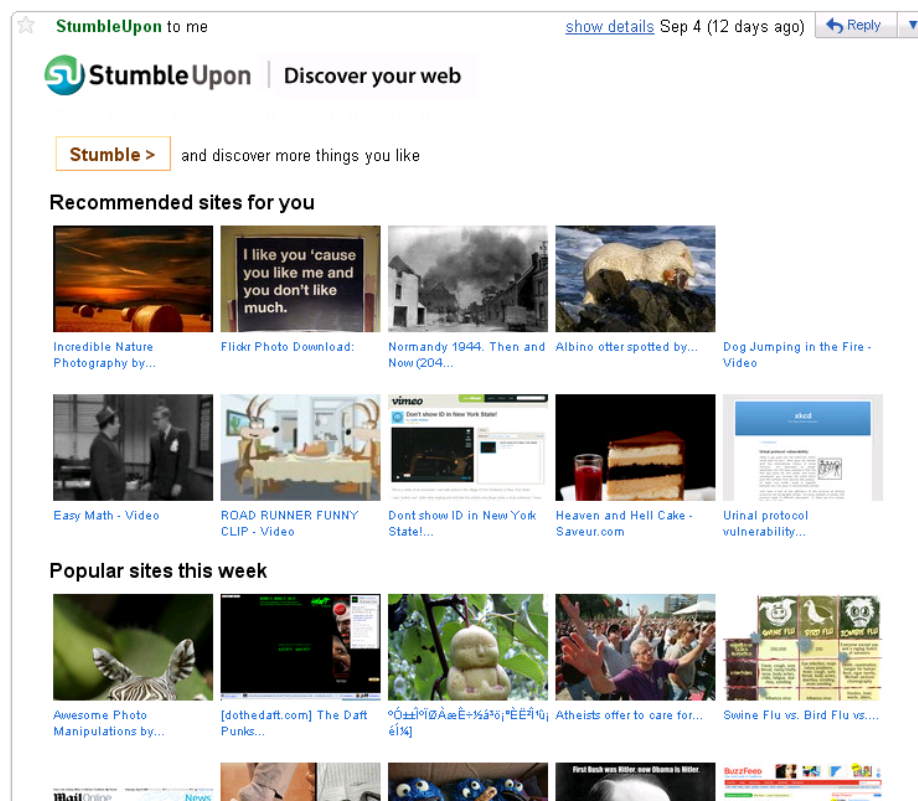 StumbleUpon to me
show details Sep 4 (12 days ago)
Reply
StumbleUpon | Discover your web
Stumble >
and discover more things you like
Recommended sites for you
I like you 'cause
you like me and
you don't like
much.
Incredible Nature
Photography by...
Flickr Photo Download:
Normandy 1944. Then and
Now (204...
Albino otter spotted by...
Dog Jumping in the Fire -
Video
vimeo
Don't show ID in New York State!
xkcd
Urinal protocol vulnerability
Easy Math - Video
ROAD RUNNER FUNNY
CLIP - Video
Dont show ID in New York
State!...
Heaven and Hell Cake -
Saveur.com
Urinal protocol
vulnerability...
Popular sites this week
SWINE FLU
BIRD FLU
ZOMBIE FLU
Awesome Photo
Manipulations by...
[dothedaft.com] The Daft
Punks...
Atheists offer to care for...
Swine Flu vs. Bird Flu vs....
Mail Online
News
First Bush was Hitler, now Obama is Hitler.
BuzzFeed